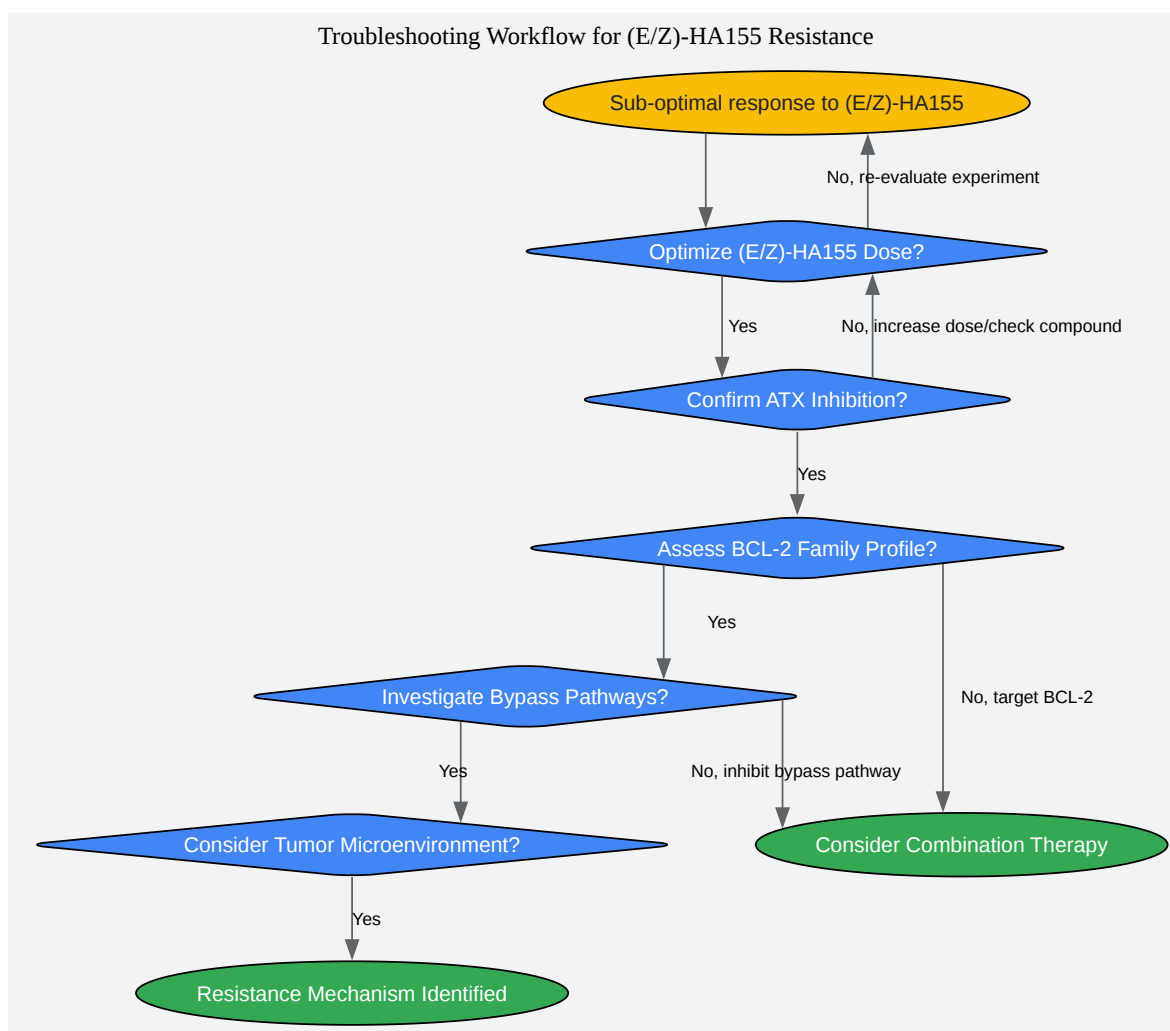 Troubleshooting Workflow for (E/Z)-HA155 Resistance
Sub-optimal response to (E/Z)-HA155
No, re-evaluate experiment
Optimize (E/Z)-HA155 Dose?
Yes
No, increase dose/check compound
Confirm ATX Inhibition?
Yes
Assess BCL-2 Family Profile?
Yes
Investigate Bypass Pathways?
No, target BCL-2
Yes
No, inhibit bypass pathway
Consider Tumor Microenvironment?
Consider Combination Therapy
Yes
Resistance Mechanism Identified